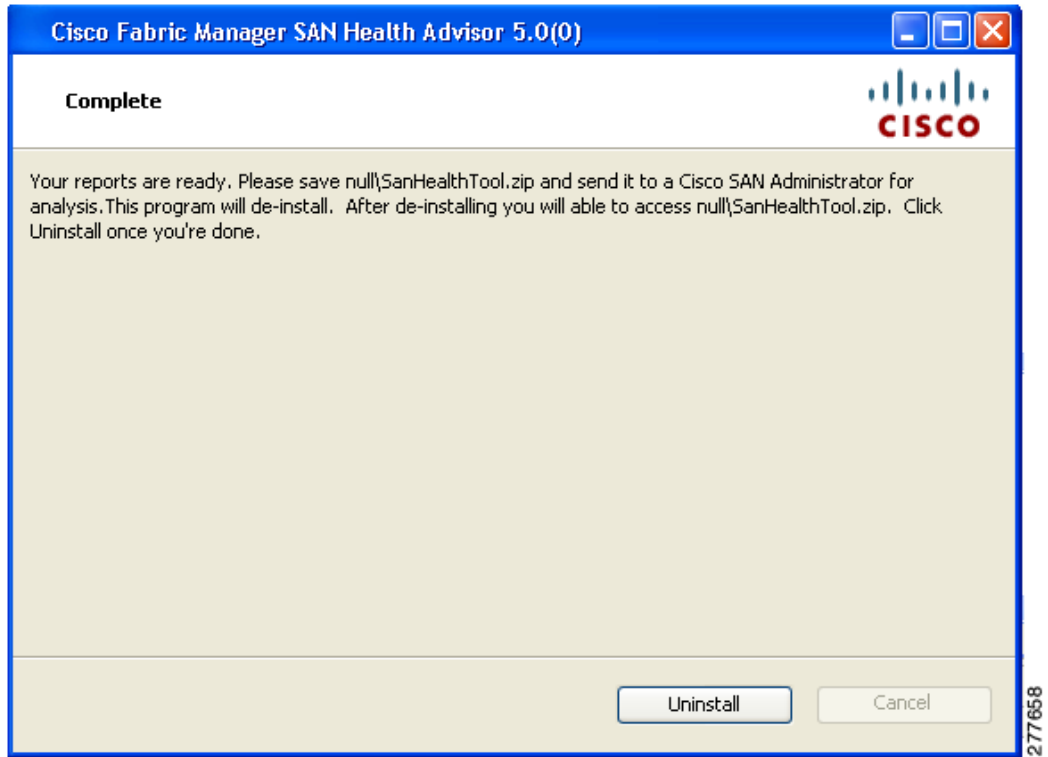 Cisco Fabric Manager SAN Health Advisor 5.0(0)
Complete
CISCO
Your reports are ready. Please save null\SanHealthTool.zip and send it to a Cisco SAN Administrator for
analysis.This program will de-install.  After de-installing you will able to access null\SanHealthTool.zip.  Click
Uninstall once you're done.
Uninstall
Cancel
277658